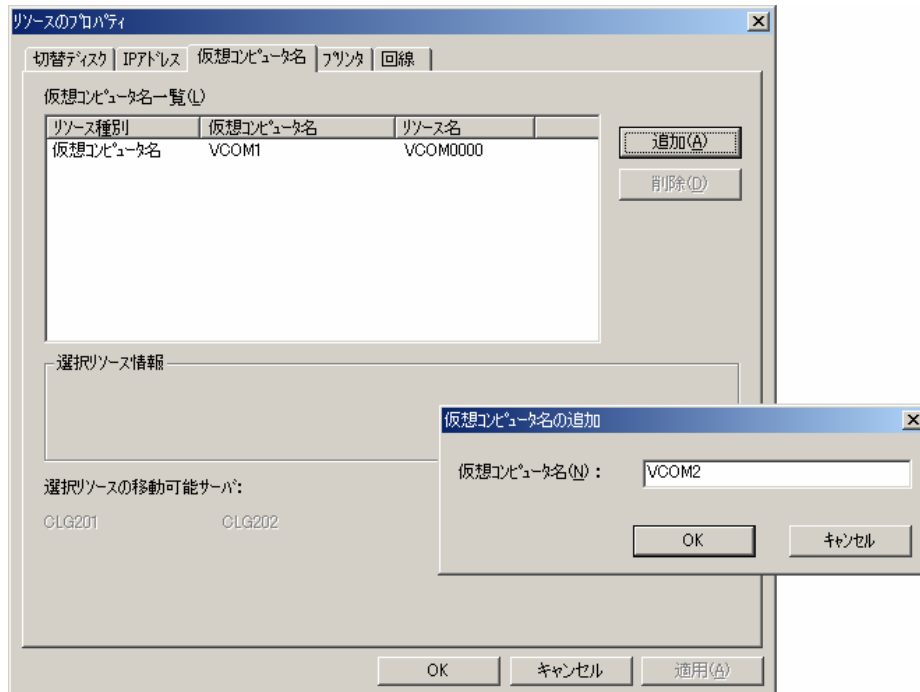 リソースのプロパティ
切替ディスク IPアドレス 仮想コンピュータ名 プリンタ 回線
仮想コンピュータ名一覧(L)
リソース種別 仮想コンピュータ名 リソース名
仮想コンピュータ名 VCOM1 VCOM0000
追加(A)
削除(D)
選択リソース情報
仮想コンピュータ名の追加
仮想コンピュータ名(N)： VCOM2
OK キャンセル
選択リソースの移動可能サーバ:
CLG201 CLG202
OK キャンセル 適用(A)